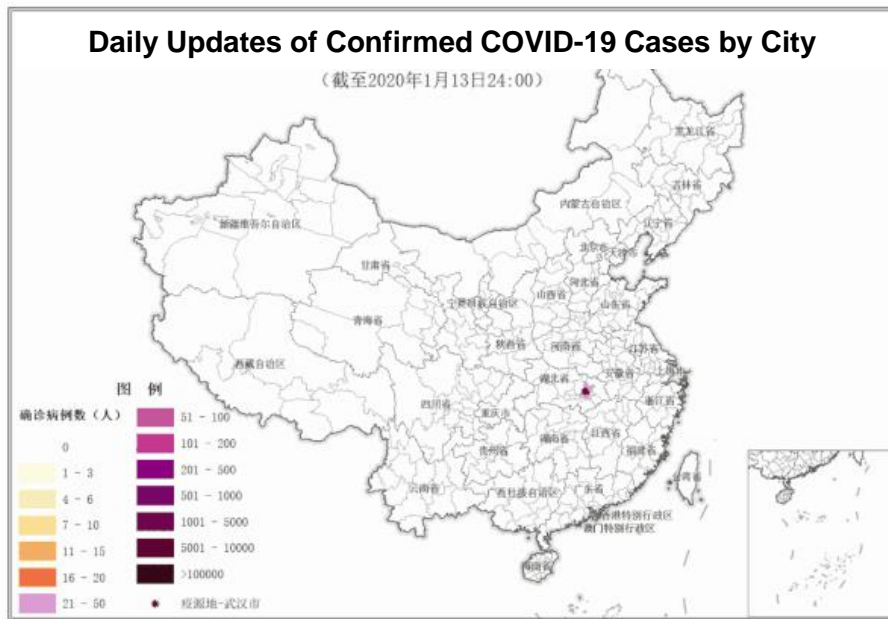 Daily Updates of Confirmed COVID-19 Cases by City
(截至2020年1月13日24:00)
黑龙江省
吉林省
内蒙古自治区
辽宁省
新疆维吾尔自治区
北京市
天津市
甘肃省
河北省
宁夏回族自治区
山西省
山东省
青海省
陕西省
河南省
江苏省
西藏自治区
安徽省
上海市
湖北省
浙江省
四川省
重庆市
湖南省
江西省
贵州省
福建省
云南省
广西壮族自治区
广东省
台湾省
香港特别行政区
澳门特别行政区
海南省
图 例
确诊病例数（人）
0
1 - 3
4 - 6
7 - 10
11 - 15
16 - 20
21 - 50
51 - 100
101 - 200
201 - 500
501 - 1000
1001 - 5000
5001 - 10000
>100000
疫源地-武汉市